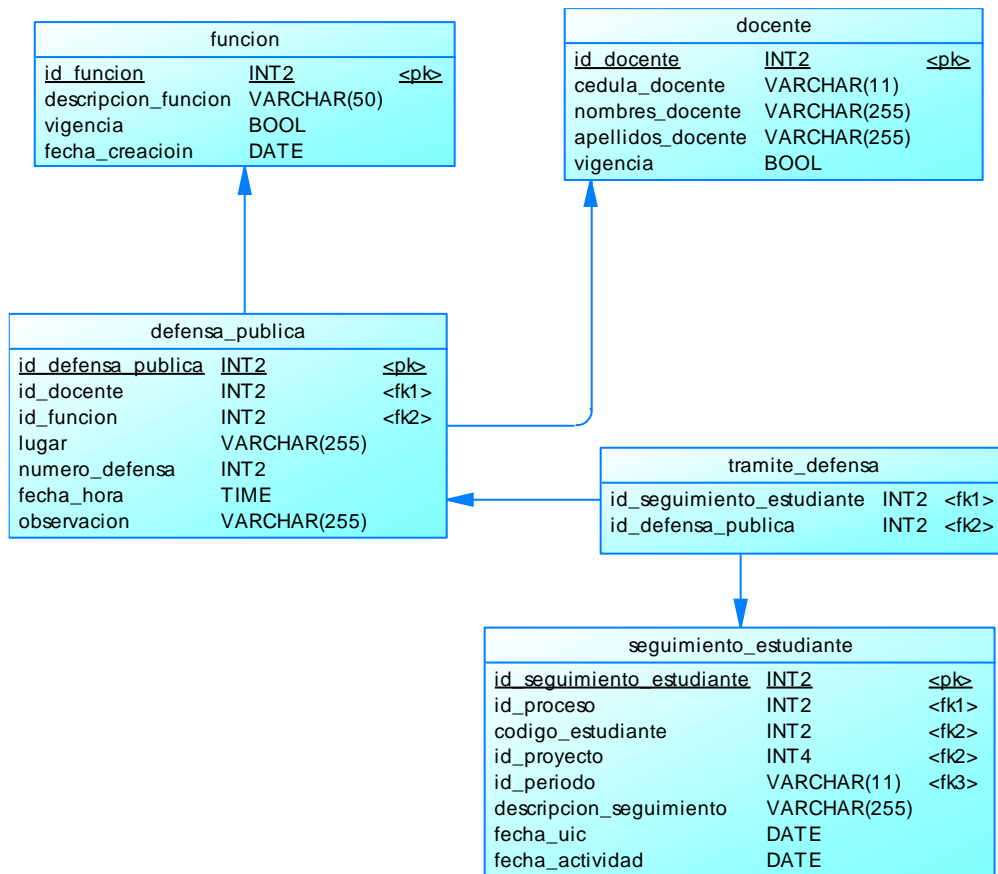 funcion
id_funcion INT2 <pk>
descripcion_funcion VARCHAR(50)
vigencia BOOL
fecha_creacioin DATE
docente
id_docente INT2 <pk>
cedula_docente VARCHAR(11)
nombres_docente VARCHAR(255)
apellidos_docente VARCHAR(255)
vigencia BOOL
defensa_publica
id_defensa_publica INT2 <pk>
id_docente INT2 <fk1>
id_funcion INT2 <fk2>
lugar VARCHAR(255)
numero_defensa INT2
fecha_hora TIME
observacion VARCHAR(255)
tramite_defensa
id_seguimiento_estudiante INT2 <fk1>
id_defensa_publica INT2 <fk2>
seguimiento_estudiante
id_seguimiento_estudiante INT2 <pk>
id_proceso INT2 <fk1>
codigo_estudiante INT2 <fk2>
id_proyecto INT4 <fk2>
id_periodo VARCHAR(11) <fk3>
descripcion_seguimiento VARCHAR(255)
fecha_uic DATE
fecha_actividad DATE